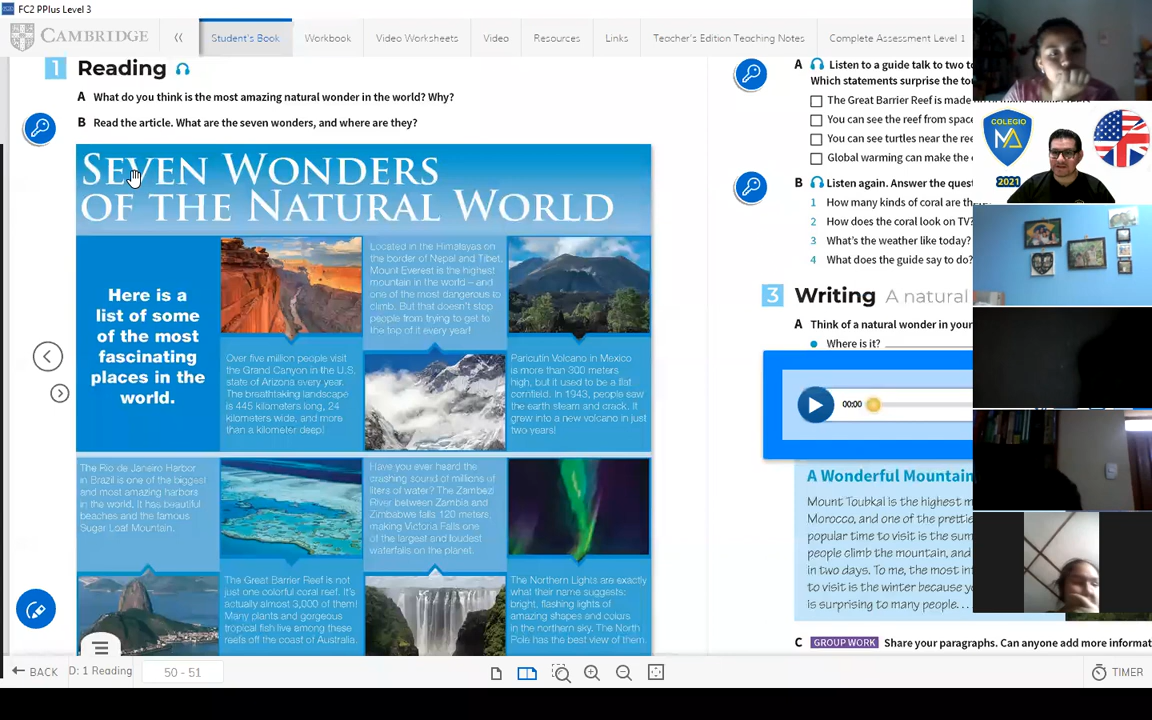 FC2 PPlus Level 3
CAMBRIDGE
Student's Book
Workbook
Video Worksheets
Video
Resources
Links
Teacher's Edition Teaching Notes
Complete Assessment Level 1
1 Reading
A What do you think is the most amazing natural wonder in the world? Why?
B Read the article. What are the seven wonders, and where are they?
SEVEN WONDERS
OF THE NATURAL WORLD
Here is a
list of some
of the most
fascinating
places in the
world.
Over five million people visit
the Grand Canyon in the U.S.
state of Arizona every year.
The breathtaking landscape
is 445 kilometers long, 24
kilometers wide, and more
than a kilometer deep!
Located in the Himalayas on
the border of Nepal and Tibet,
Mount Everest is the highest
mountain in the world – and
one of the most dangerous to
climb. But that doesn't stop
people from trying to get to
the top of it every year!
Paricutin Volcano in Mexico
is more than 300 meters
high, but it used to be a flat
cornfield. In 1943, people saw
the earth steam and crack. It
grew into a new volcano in just
two years!
The Rio de Janeiro Harbor
in Brazil is one of the biggest
and most amazing harbors
in the world. It has beautiful
beaches and the famous
Sugar Loaf Mountain.
The Great Barrier Reef is not
just one colorful coral reef. It's
actually almost 3,000 of them!
Many plants and gorgeous
tropical fish live among these
reefs off the coast of Australia.
Have you ever heard the
crashing sound of millions of
liters of water? The Zambezi
River between Zambia and
Zimbabwe falls 120 meters,
making Victoria Falls one
of the largest and loudest
waterfalls on the planet.
The Northern Lights are exactly
what their name suggests:
bright, flashing lights of
amazing shapes and colors
in the northern sky. The North
Pole has the best view of them.
A Listen to a guide talk to two to
Which statements surprise the to
The Great Barrier Reef is made
You can see the reef from space
You can see turtles near the ree
Global warming can make the
B Listen again. Answer the quest
1 How many kinds of coral are th
2 How does the coral look on TV?
3 What's the weather like today?
4 What does the guide say to do?
3 Writing A natural
A Think of a natural wonder in your
Where is it?
00:00
A Wonderful Mountain
Mount Toubkal is the highest m
Morocco, and one of the prettie
popular time to visit is the sum
people climb the mountain, and
in two days. To me, the most in
to visit is the winter because y
is surprising to many people. . .
C GROUP WORK Share your paragraphs. Can anyone add more informat
COLEGIO
MA
2021
BACK
D: 1 Reading
50 - 51
TIMER